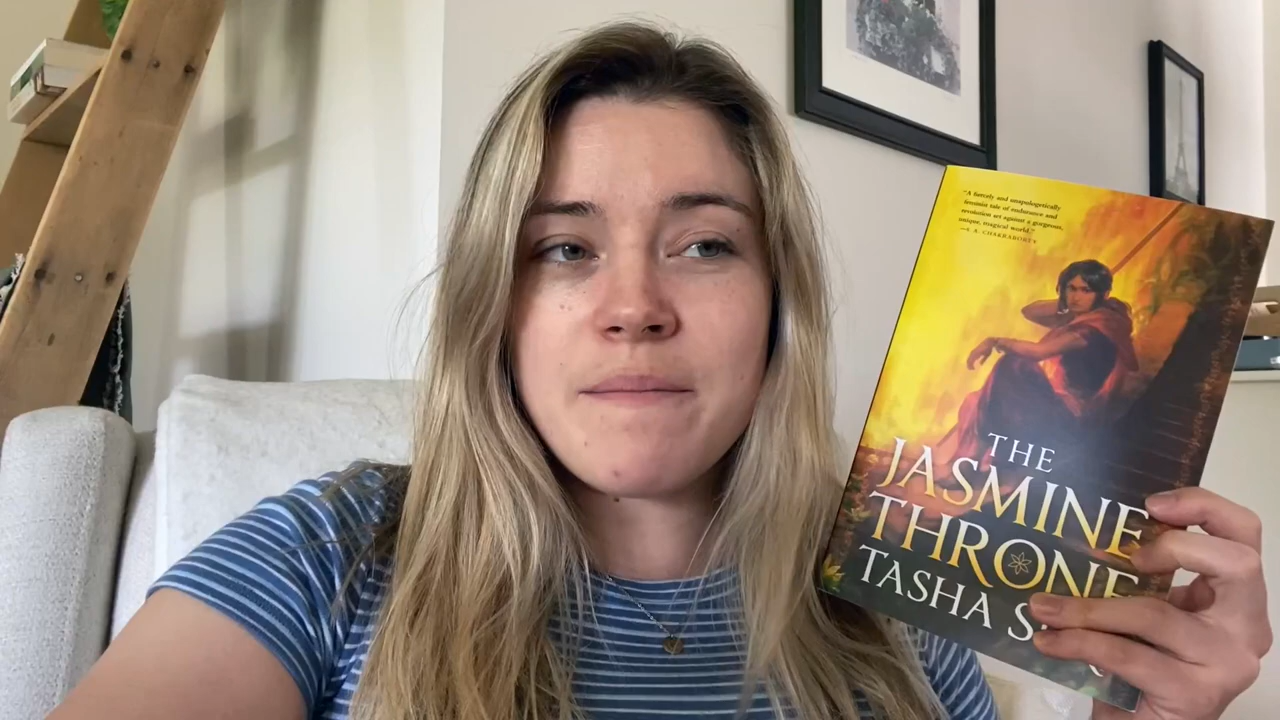 "A fiercely and unapologetically
feminist tale of endurance and
revolution set against a gorgeous,
unique, magical world."
—S. A. CHAKRABORTY
THE
JASMINE
THRONE
TASHA